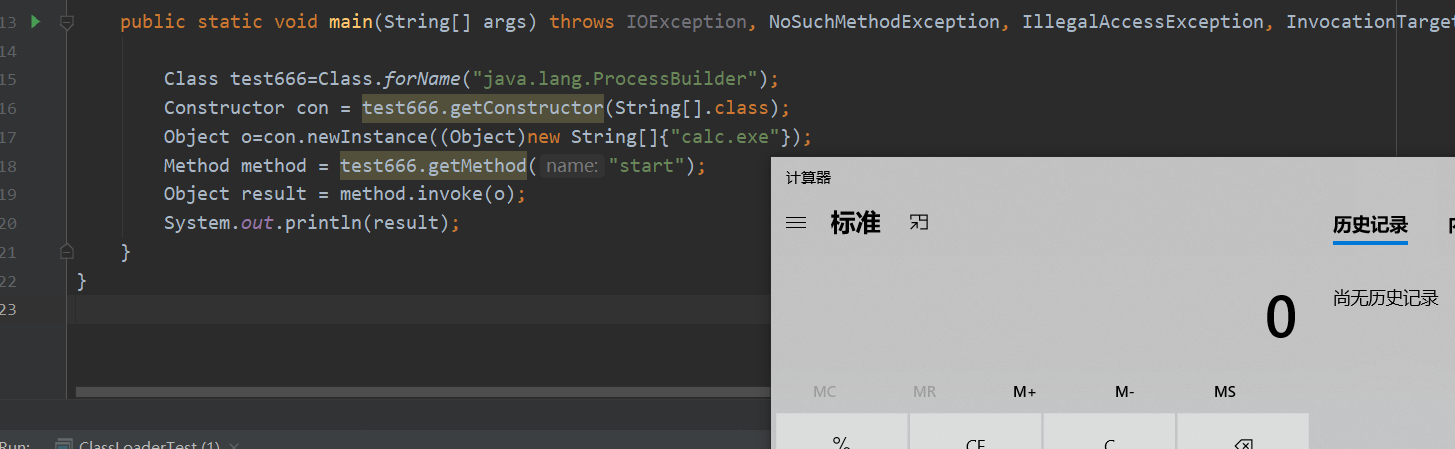 13 public static void main(String[] args) throws IOException, NoSuchMethodException, IllegalAccessException, InvocationTarget
14
15 Class test666=Class.forName("java.lang.ProcessBuilder");
16 Constructor con = test666.getConstructor(String[].class);
17 Object o=con.newInstance((Object)new String[]{"calc.exe"});
18 Method method = test666.getMethod( name: "start");
19 Object result = method.invoke(o);
20 System.out.println(result);
21 }
22 }
23
计算器
标准
历史记录
0
尚无历史记录
MC MR M+ M- MS
% CE C
Run: ClassLoaderTest (1) ×